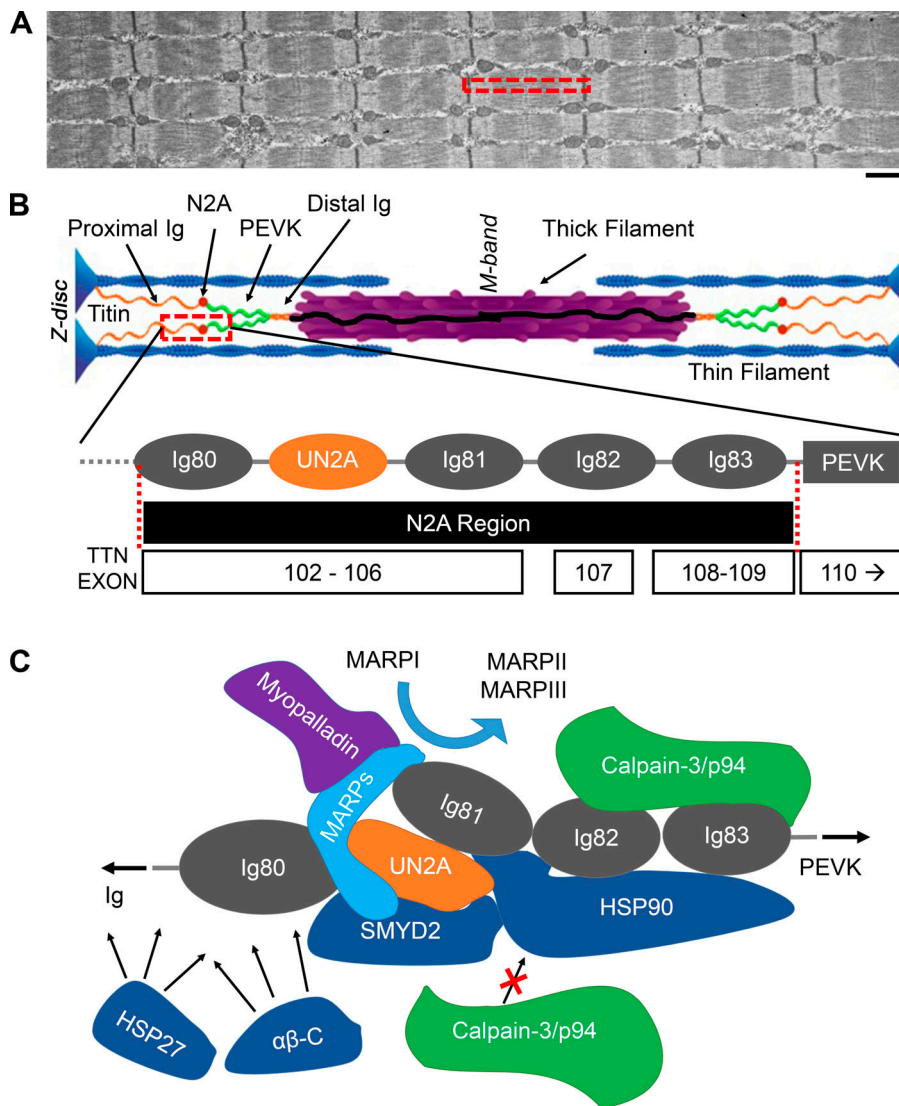 A
B
N2A
Proximal Ig
PEVK
Distal Ig
M-band
Thick Filament
Z-disc
Titin
Thin Filament
Ig80
UN2A
Ig81
Ig82
Ig83
PEVK
N2A Region
TTN
EXON
102 - 106
107
108-109
110 →
C
MARPI
MARPII
MARPIII
Myopalladin
MARPs
Calpain-3/p94
Ig81
Ig82
Ig83
Ig80
UN2A
PEVK
Ig
HSP90
SMYD2
HSP27
αβ-C
Calpain-3/p94